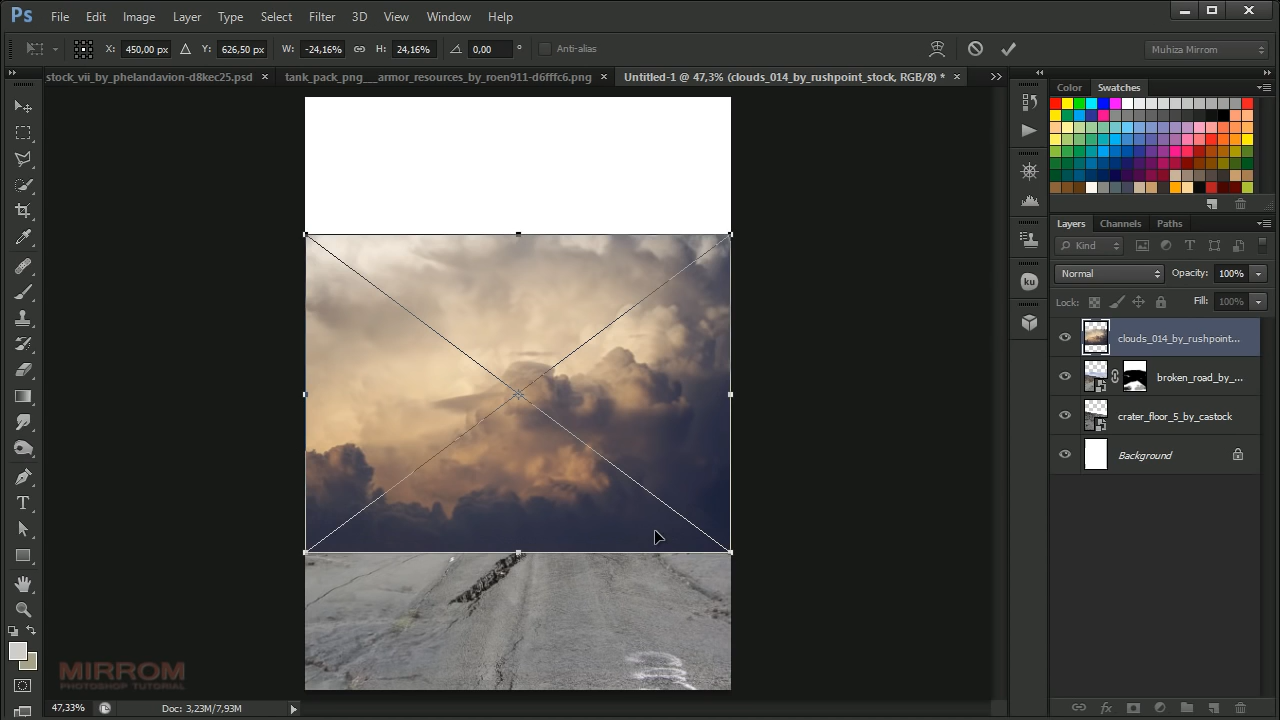 Ps File Edit Image Layer Type Select Filter 3D View Window Help
X: 450,00 px Y: 626,50 px W: -24,16% H: 24,16% 0,00 ° Anti-alias Muhiza Mirrom
stock_vii_by_phelandavion-d8kec25.psd × tank_pack_png___armor_resources_by_roen911-d6fffc6.png × Untitled-1 @ 47,3% (clouds_014_by_rushpoint_stock, RGB/8) * ×
Color Swatches
Layers Channels Paths
Kind
Normal Opacity: 100%
Lock: Fill: 100%
clouds_014_by_rushpoint...
broken_road_by_...
crater_floor_5_by_castock
Background
MIRROM
PHOTOSHOP TUTORIAL
47,33% Doc: 3,23M/7,93M